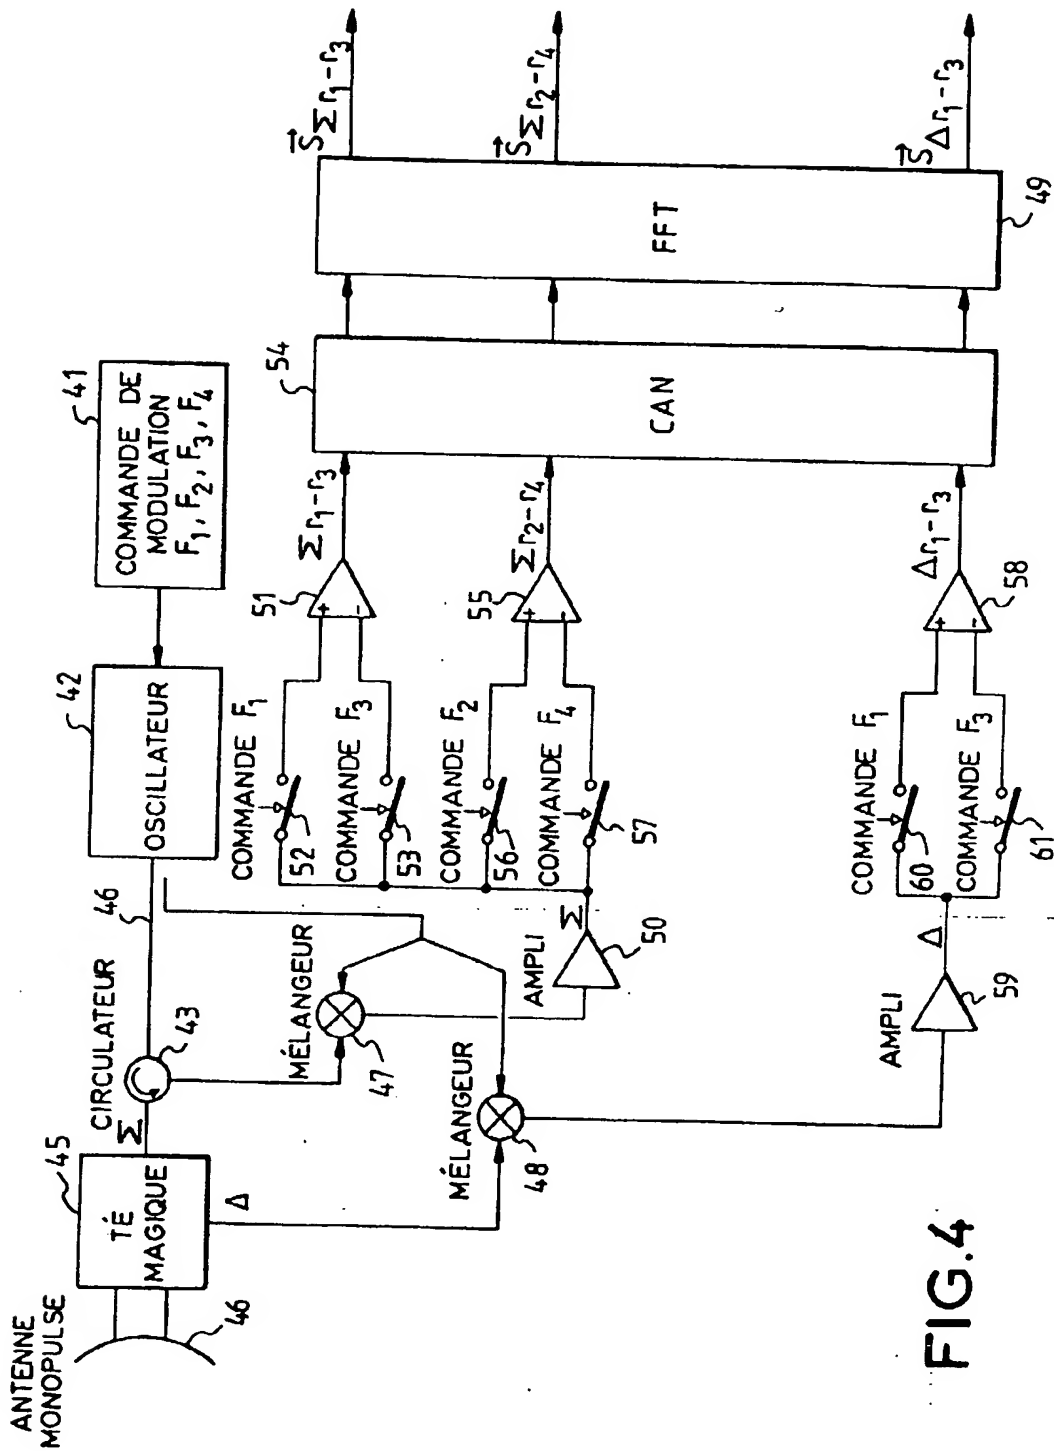 ANTENNE
MONOPULSE
46
TÉ
MAGIQUE
45
Σ
Δ
CIRCULATEUR
43
46
OSCILLATEUR
42
COMMANDE DE
MODULATION
F₁, F₂, F₃, F₄
41
MÉLANGEUR
47
MÉLANGEUR
48
AMPLI
Σ
50
AMPLI
Δ
59
COMMANDE F₁
52
COMMANDE F₃
53
COMMANDE F₂
56
COMMANDE F₄
57
COMMANDE F₁
60
COMMANDE F₃
61
51
+
-
Σr₁-r₃
55
+
-
Σr₂-r₄
58
+
-
Δr₁-r₃
CAN
54
FFT
49
S⃗Σr₁-r₃
S⃗Σr₂-r₄
S⃗Δr₁-r₃
FIG.4